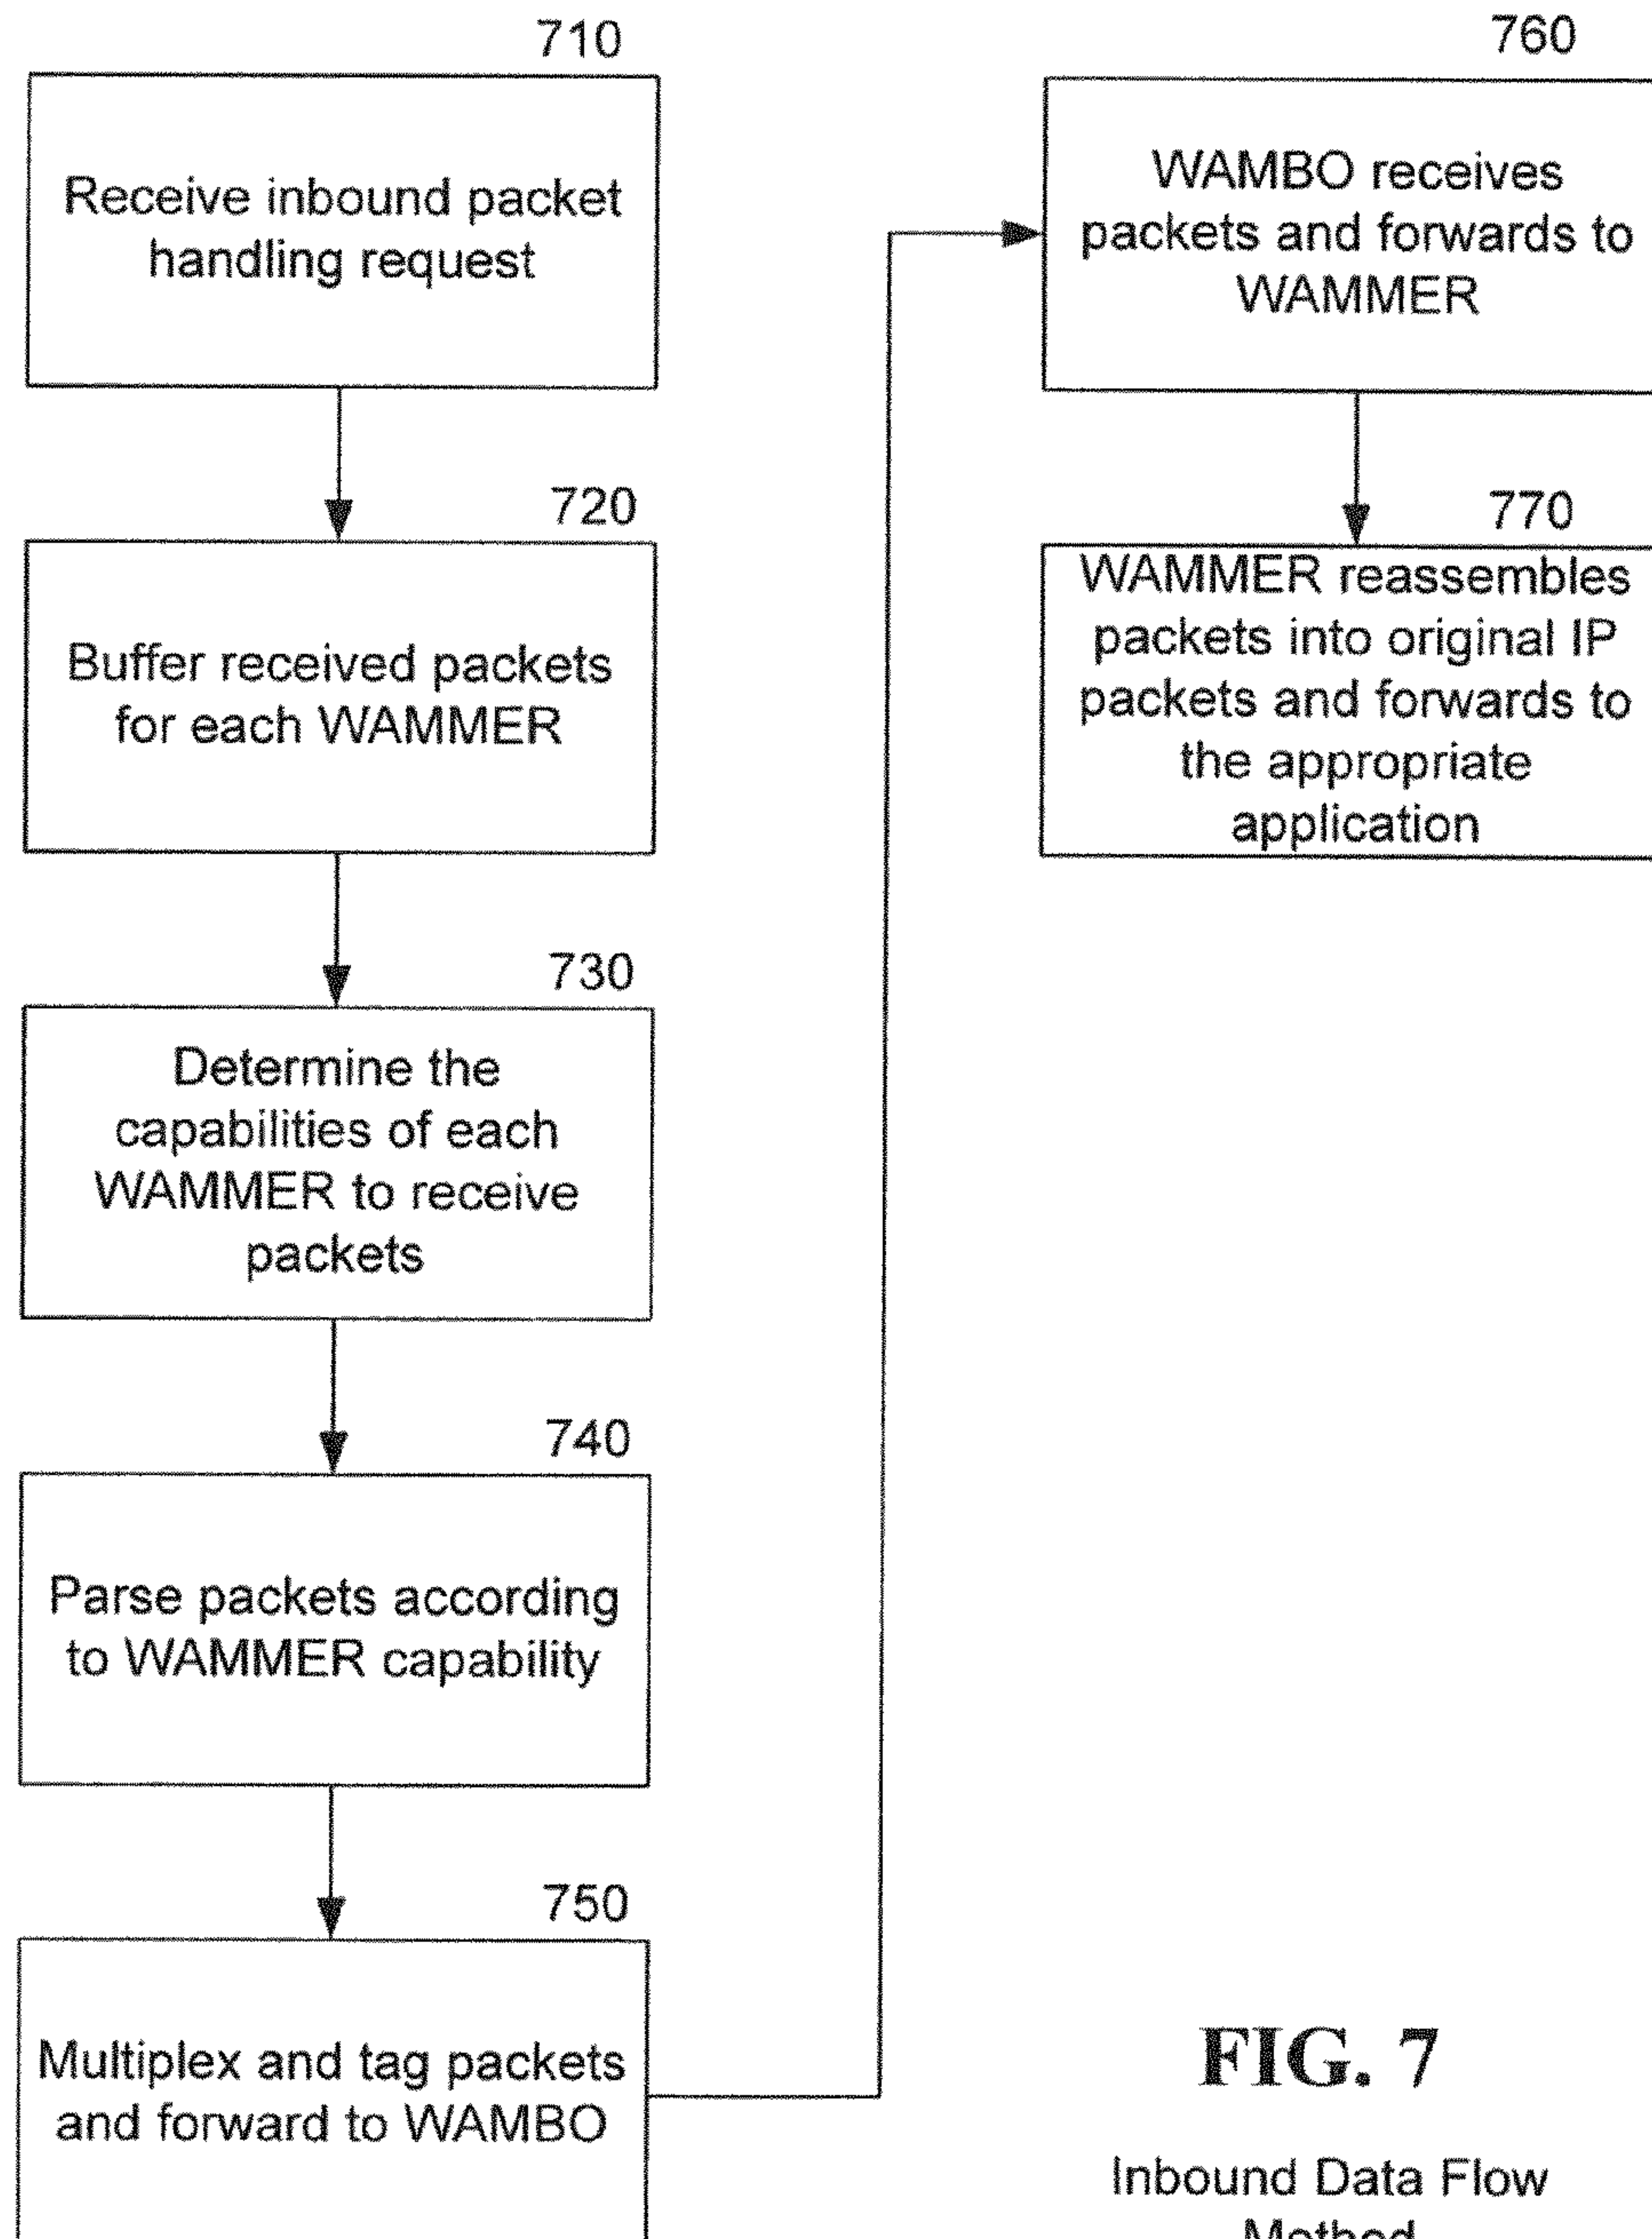 710
Receive inbound packet
handling request
720
Buffer received packets
for each WAMMER
730
Determine the
capabilities of each
WAMMER to receive
packets
740
Parse packets according
to WAMMER capability
750
Multiplex and tag packets
and forward to WAMBO
760
WAMBO receives
packets and forwards to
WAMMER
770
WAMMER reassembles
packets into original IP
packets and forwards to
the appropriate
application
FIG. 7
Inbound Data Flow
Method